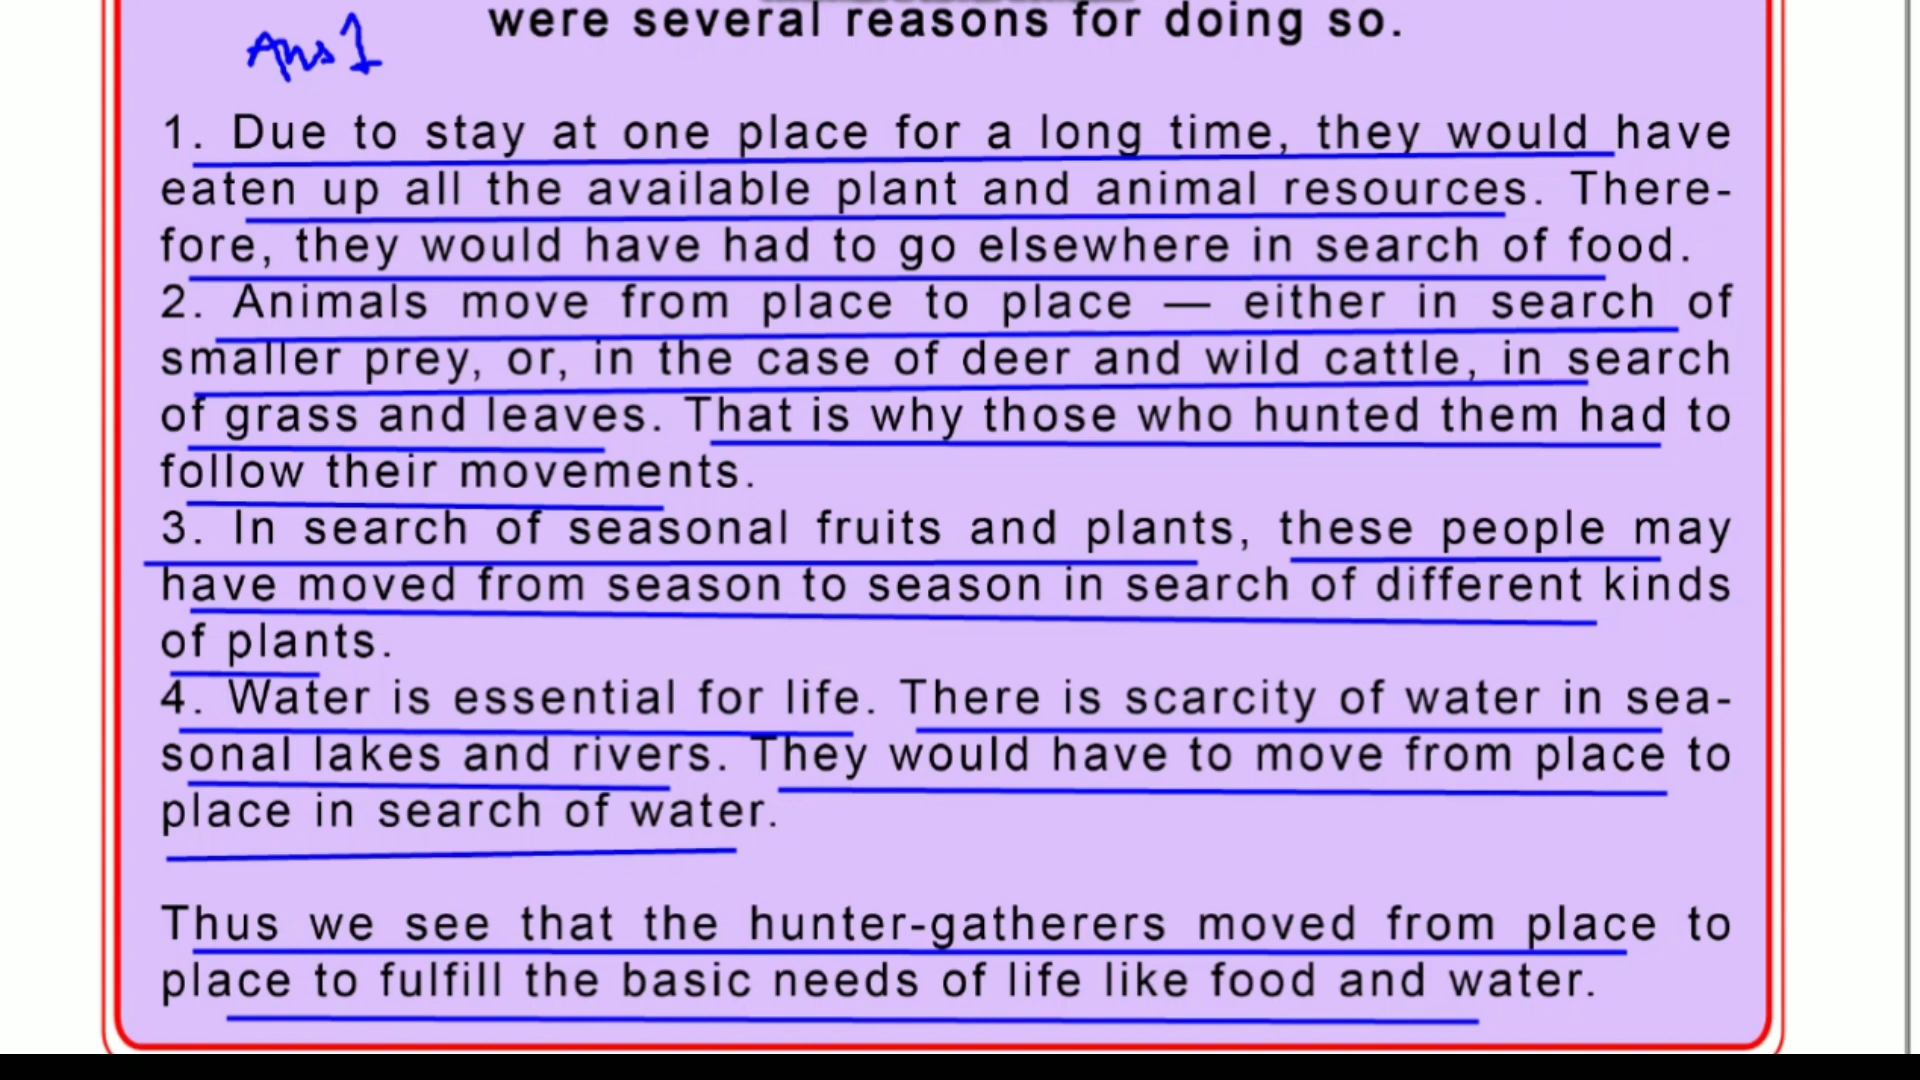 were several reasons for doing so.
Ans 1
1. Due to stay at one place for a long time, they would have
eaten up all the available plant and animal resources. There-
fore, they would have had to go elsewhere in search of food.
2. Animals move from place to place — either in search of
smaller prey, or, in the case of deer and wild cattle, in search
of grass and leaves. That is why those who hunted them had to
follow their movements.
3. In search of seasonal fruits and plants, these people may
have moved from season to season in search of different kinds
of plants.
4. Water is essential for life. There is scarcity of water in sea-
sonal lakes and rivers. They would have to move from place to
place in search of water.
Thus we see that the hunter-gatherers moved from place to
place to fulfill the basic needs of life like food and water.